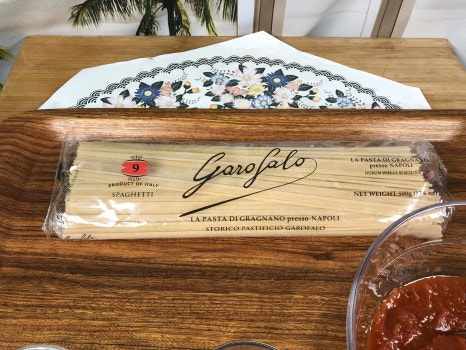 9
PRODUCT OF ITALY
SPAGHETTI
Garofalo
LA PASTA DI GRAGNANO presso NAPOLI
STORICO PASTIFICIO GAROFALO
LA PASTA DI GRAGNANO
presso NAPOLI
DURUM WHEAT SEMOLINA
NET WEIGHT 500g